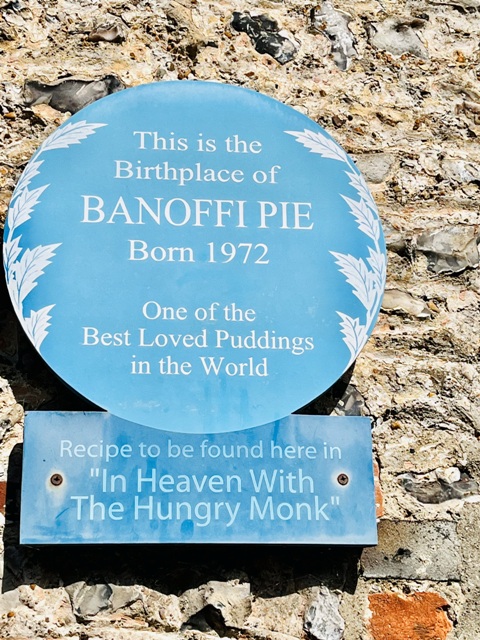 This is the
Birthplace of
BANOFFI PIE
Born 1972
One of the
Best Loved Puddings
in the World
Recipe to be found here in
"In Heaven With
The Hungry Monk"